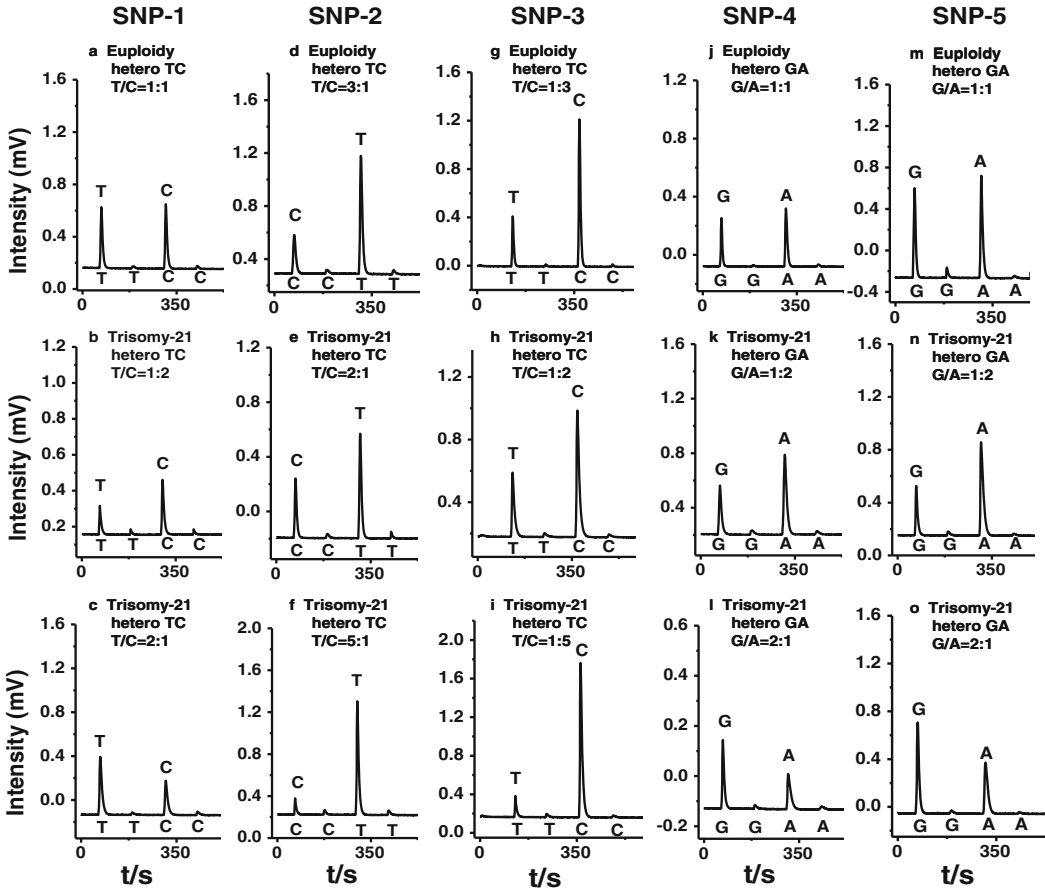 SNP-1 SNP-2 SNP-3 SNP-4 SNP-5
a Euploidy
hetero TC
T/C=1:1
d Euploidy
hetero TC
T/C=3:1
g Euploidy
hetero TC
T/C=1:3
j Euploidy
hetero GA
G/A=1:1
m Euploidy
hetero GA
G/A=1:1
Intensity (mV)
1.6
1.2
0.8
0.4
0.0
T C
T T C C
0 350
1.6
1.2
0.8
0.4
C T
C C T T
0 350
1.6
1.2
0.8
0.4
0.0
T C
T T C C
0 350
1.2
0.8
0.4
0.0
G A
G G A A
0 350
1.6
1.2
0.8
0.4
0.0
-0.4
G A
G G A A
0 350
b Trisomy-21
hetero TC
T/C=1:2
e Trisomy-21
hetero TC
T/C=2:1
h Trisomy-21
hetero TC
T/C=1:2
k Trisomy-21
hetero GA
G/A=1:2
n Trisomy-21
hetero GA
G/A=1:2
Intensity (mV)
1.2
1.0
0.8
0.6
0.4
0.2
T C
T T C C
0 350
1.2
0.8
0.4
0.0
C T
C C T T
0 350
1.2
0.8
0.4
T C
T T C C
0 350
1.6
1.2
0.8
0.4
G A
G G A A
0 350
1.6
1.2
0.8
0.4
0.0
G A
G G A A
0 350
c Trisomy-21
hetero TC
T/C=2:1
f Trisomy-21
hetero TC
T/C=5:1
i Trisomy-21
hetero TC
T/C=1:5
l Trisomy-21
hetero GA
G/A=2:1
o Trisomy-21
hetero GA
G/A=2:1
Intensity (mV)
1.6
1.2
0.8
0.4
0.0
T C
T T C C
0 350
2.0
1.6
1.2
0.8
0.4
0.0
C T
C C T T
0 350
2.0
1.6
1.2
0.8
0.4
0.0
T C
T T C C
0 350
0.6
0.4
0.2
0.0
-0.2
G A
G G A A
0 350
1.6
1.2
0.8
0.4
0.0
G A
G G A A
0 350
t/s t/s t/s t/s t/s